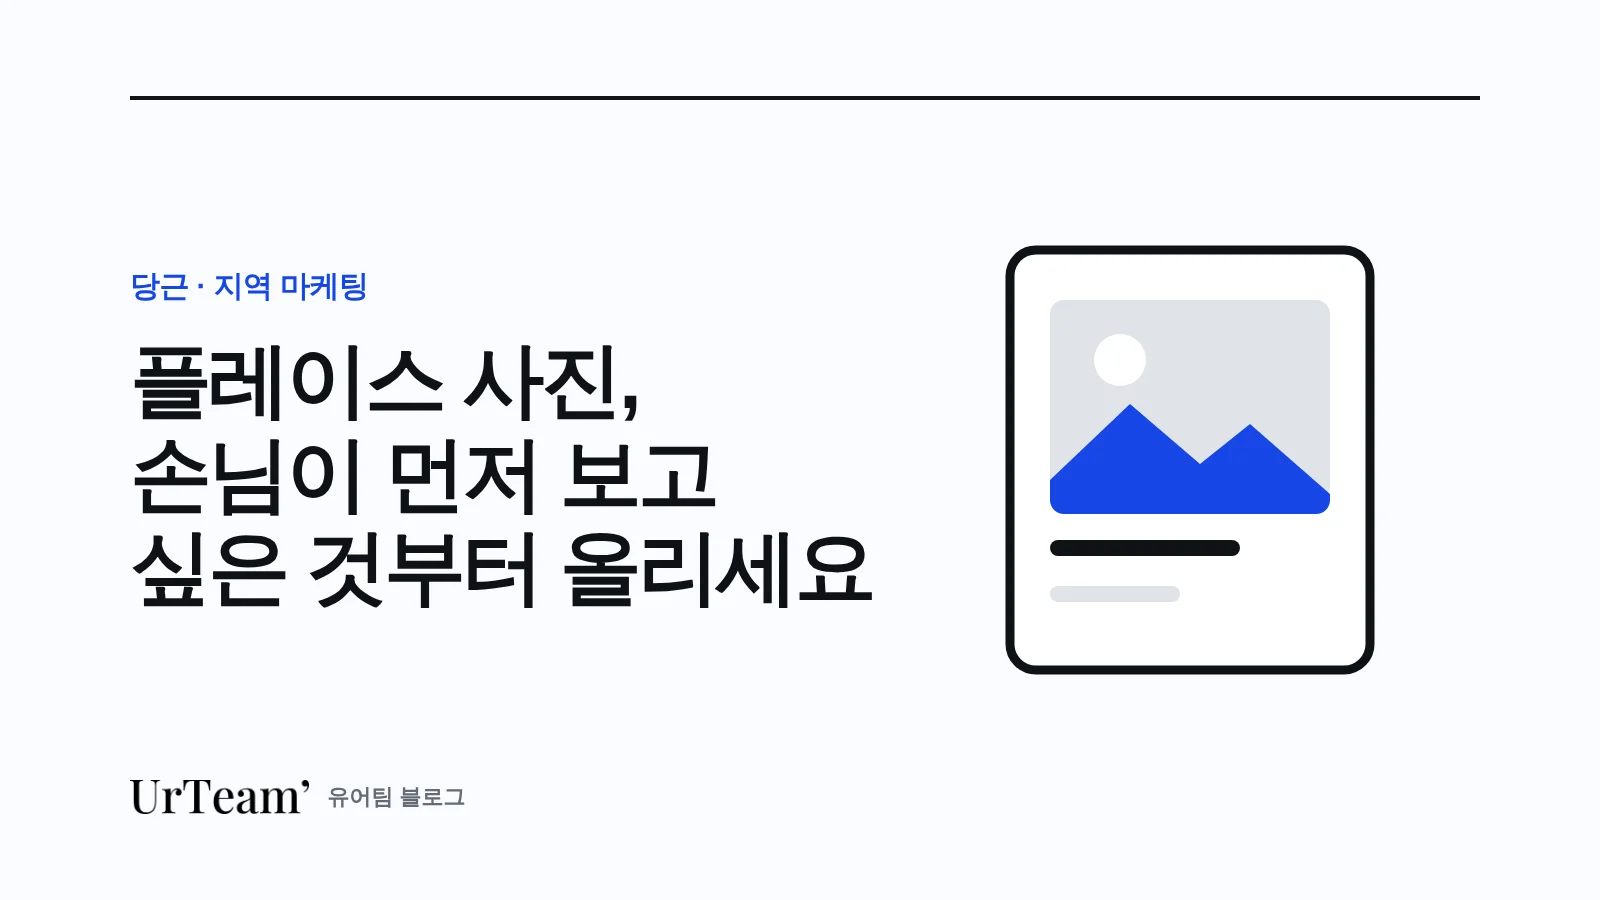 당근 · 지역 마케팅
플레이스 사진,
손님이 먼저 보고
싶은 것부터 올리세요
UrTeam’ 유어팀 블로그